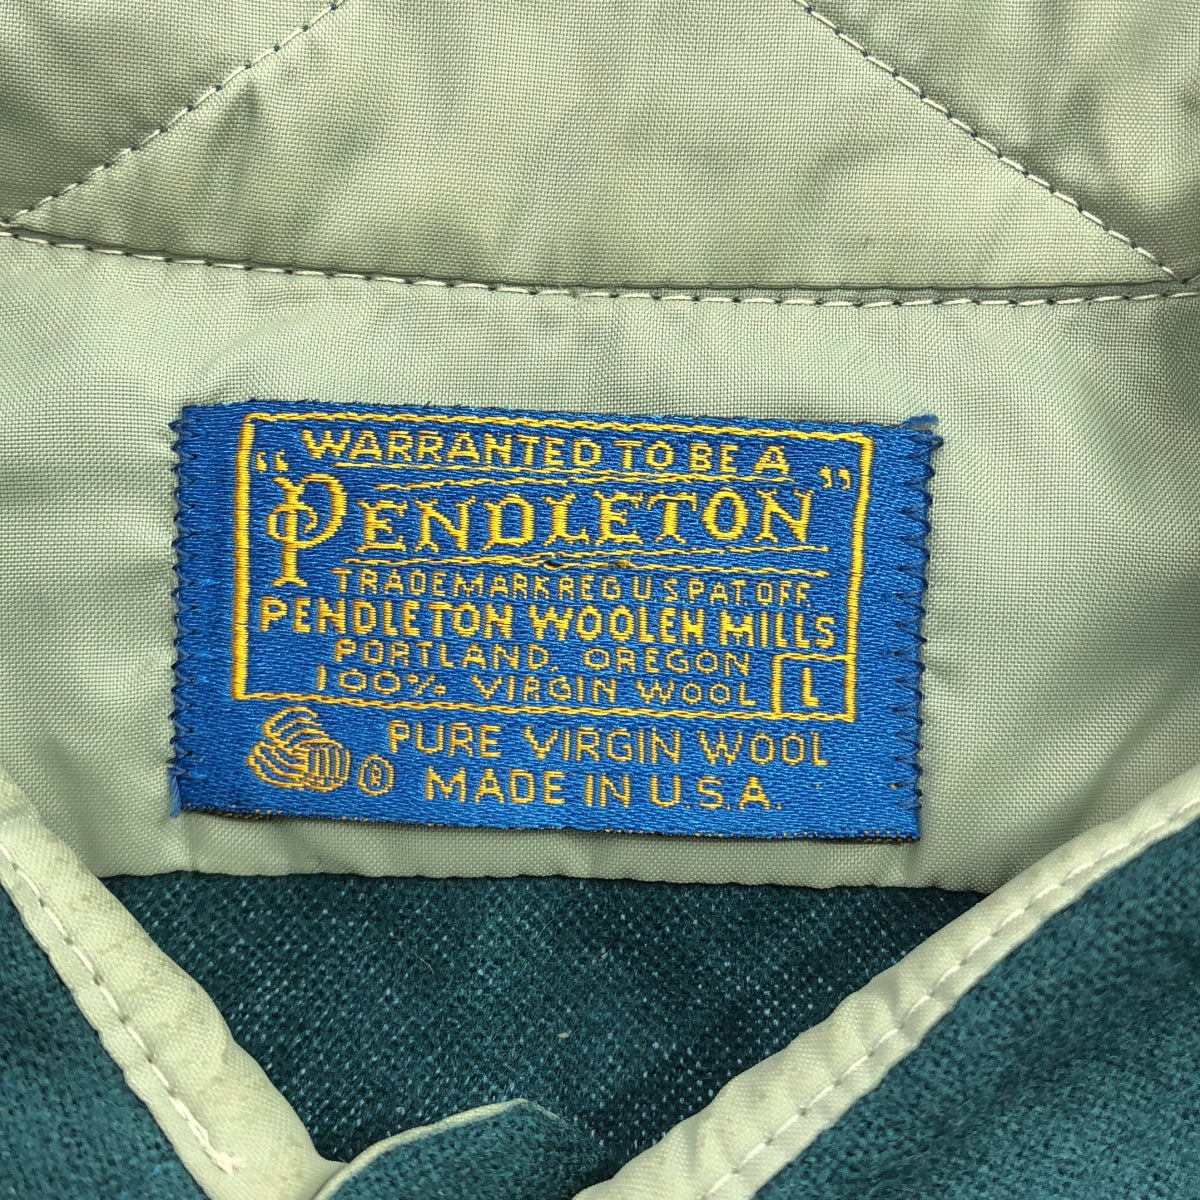 WARRANTED TO BE A
"PENDLETON"
TRADEMARK REG U.S. PAT. OFF.
PENDLETON WOOLEN MILLS
PORTLAND, OREGON
100% VIRGIN WOOL L
PURE VIRGIN WOOL
® MADE IN U.S.A.